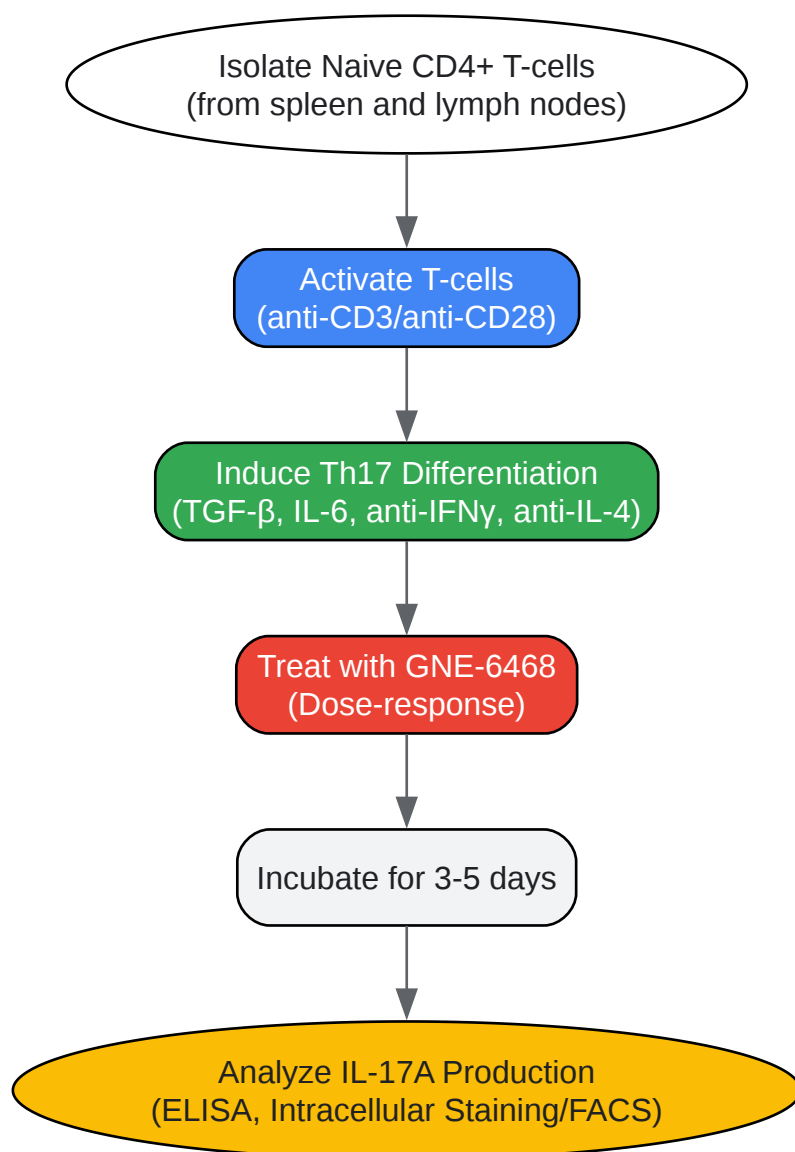 Isolate Naive CD4+ T-cells
(from spleen and lymph nodes)
Activate T-cells
(anti-CD3/anti-CD28)
Induce Th17 Differentiation
(TGF-β, IL-6, anti-IFNγ, anti-IL-4)
Treat with GNE-6468
(Dose-response)
Incubate for 3-5 days
Analyze IL-17A Production
(ELISA, Intracellular Staining/FACS)